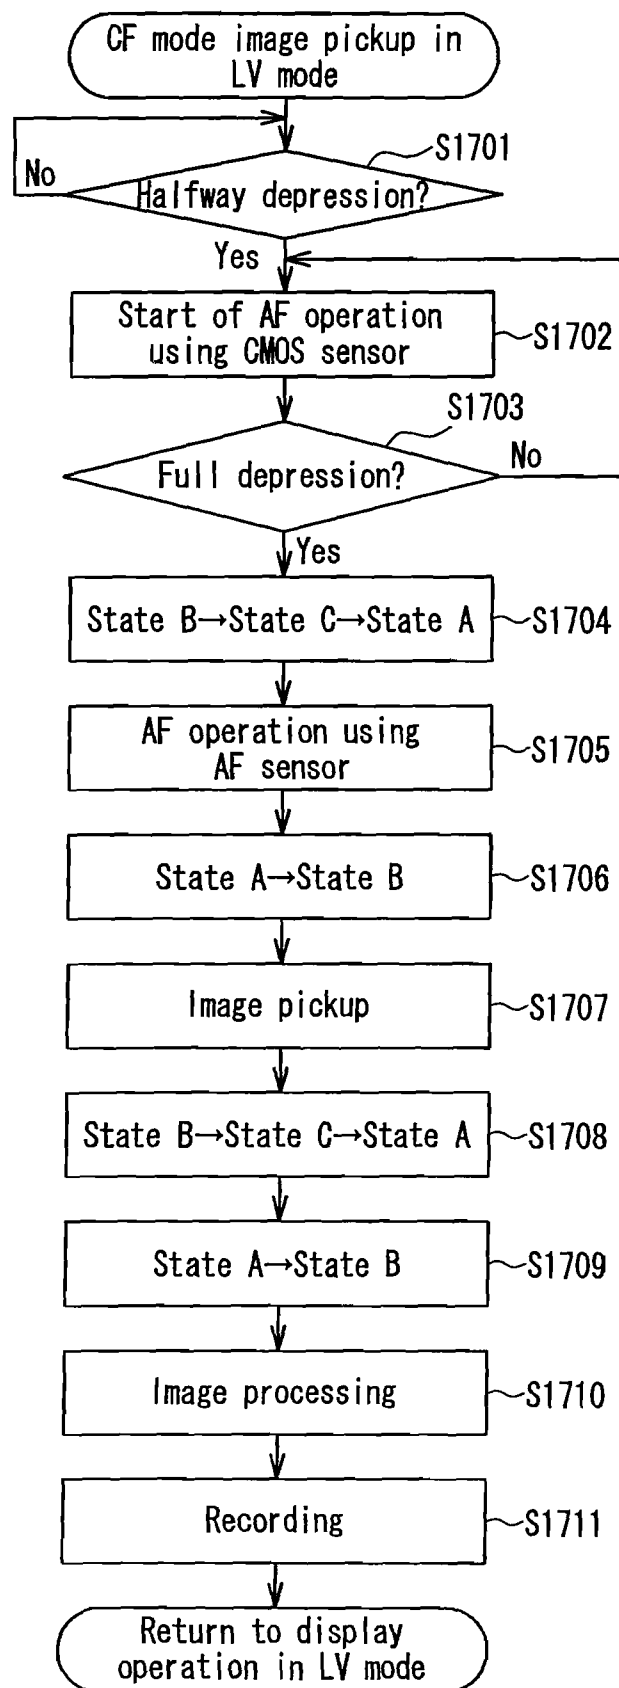 CF mode image pickup in
LV mode
S1701
No
Halfway depression?
Yes
Start of AF operation
using CMOS sensor
S1702
S1703
Full depression?
No
Yes
State B→State C→State A
S1704
AF operation using
AF sensor
S1705
State A→State B
S1706
Image pickup
S1707
State B→State C→State A
S1708
State A→State B
S1709
Image processing
S1710
Recording
S1711
Return to display
operation in LV mode